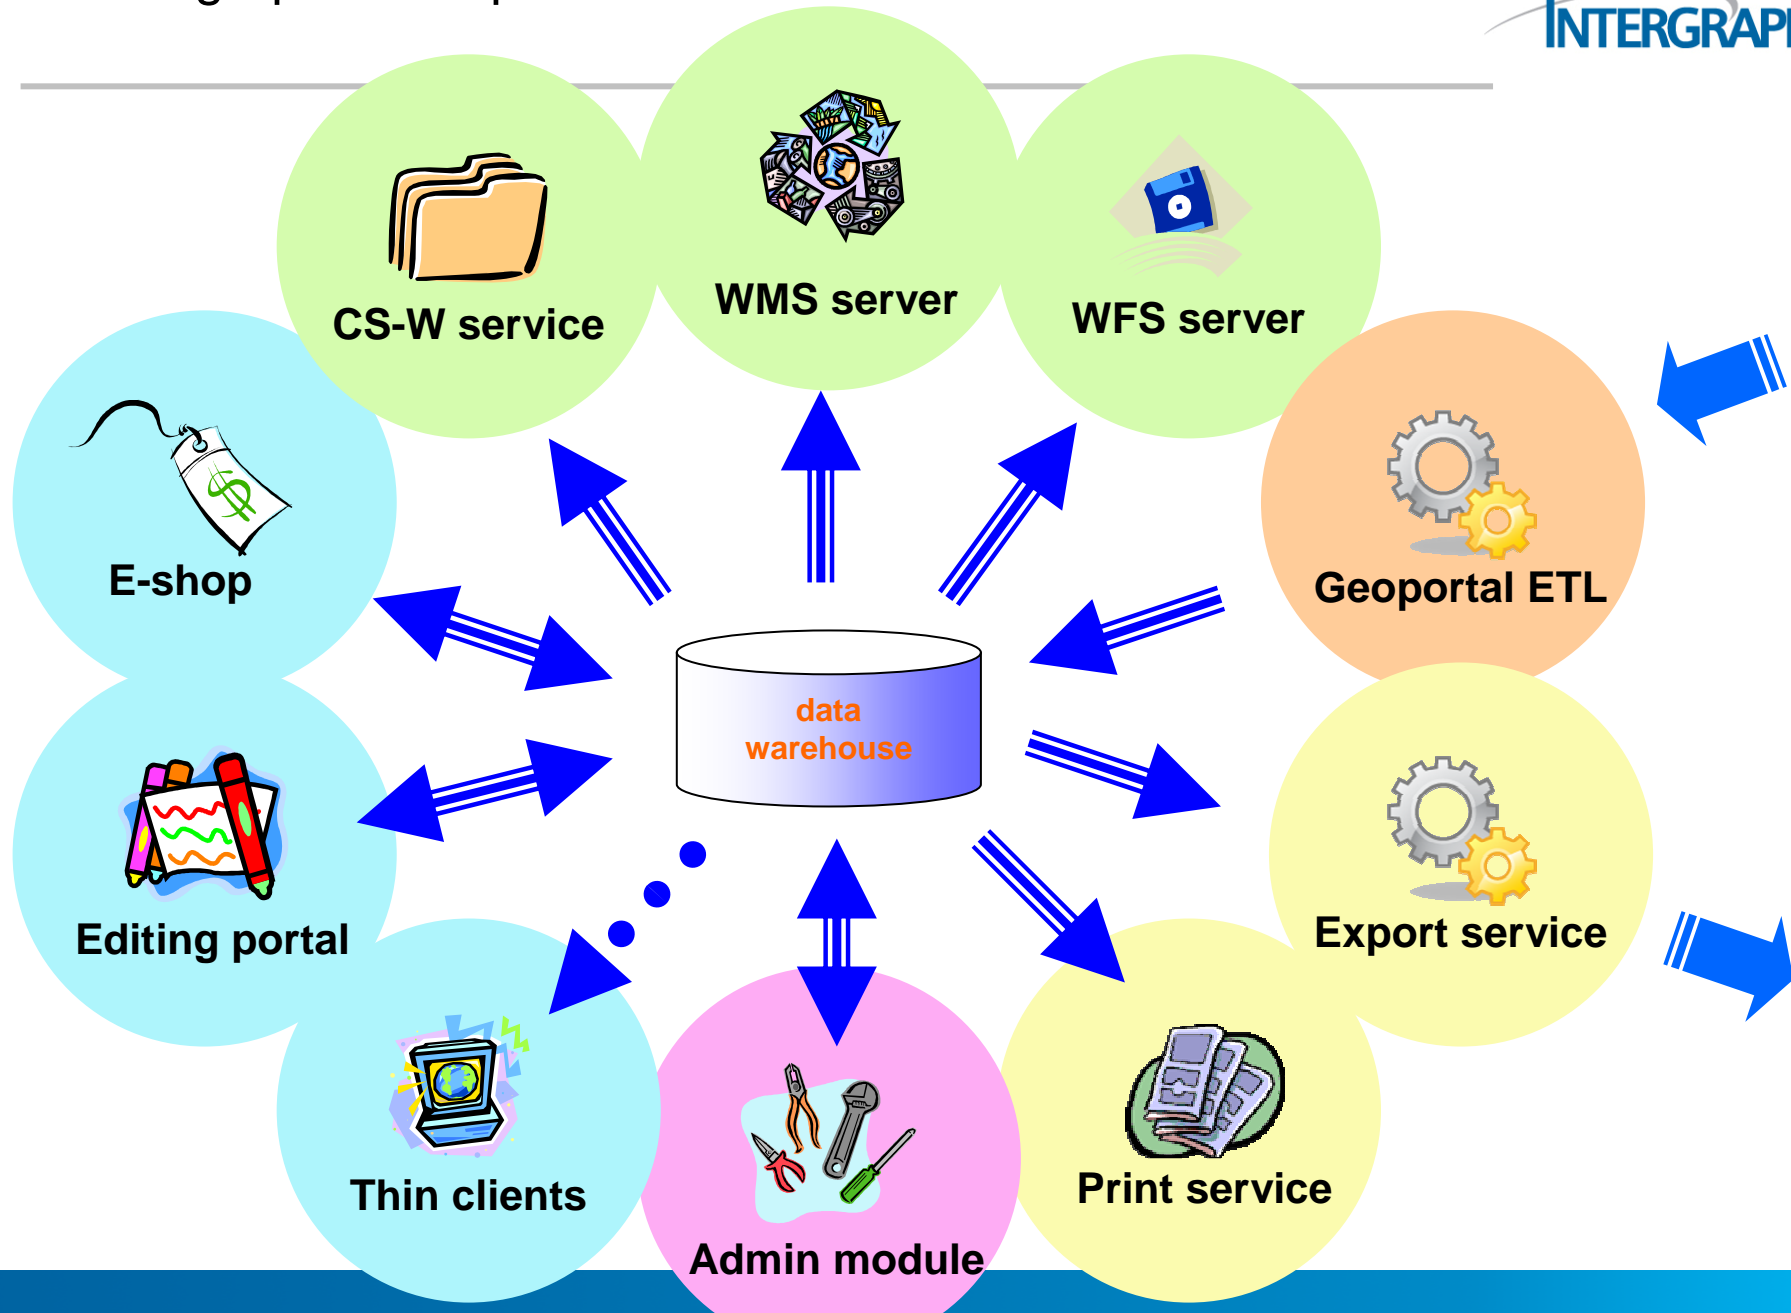 INTERGRAPH
WMS server
CS-W service
WFS server
E-shop
Geoportal ETL
data
warehouse
Editing portal
Export service
Thin clients
Print service
Admin module